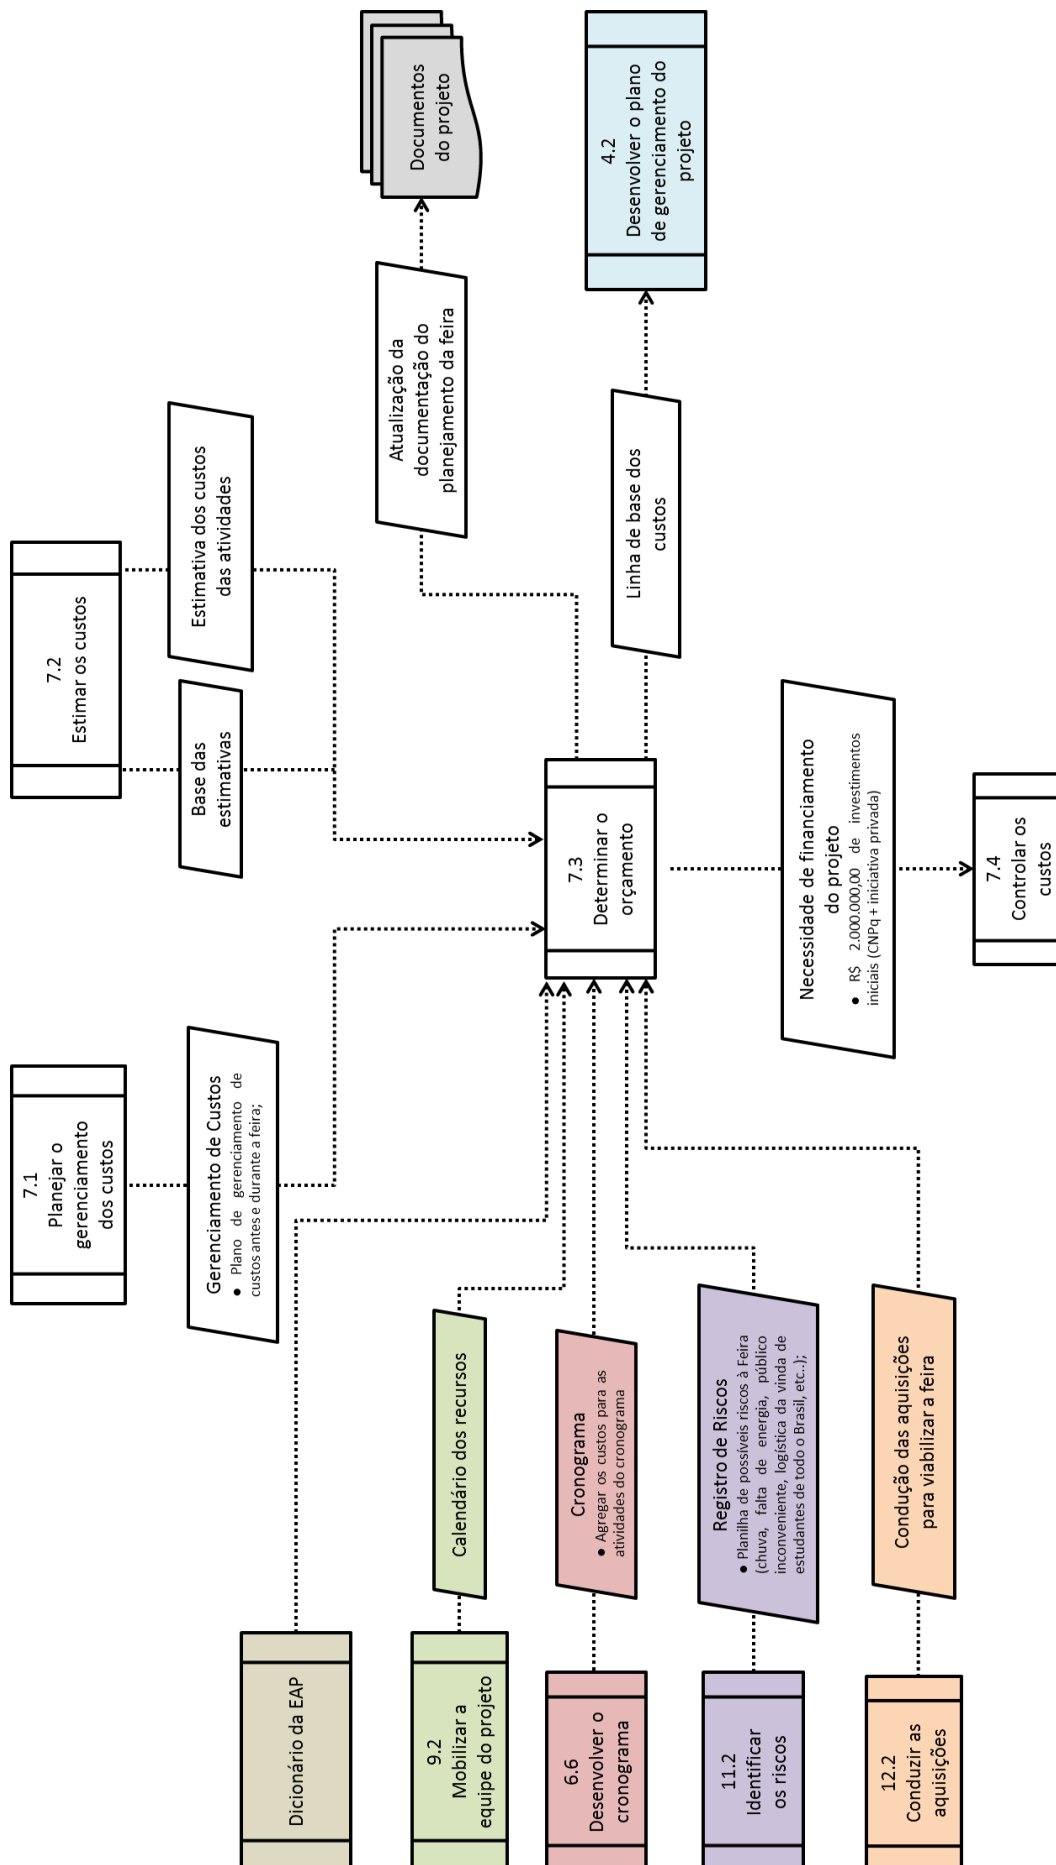 7.1
Planejar o
gerenciamento
dos custos
7.2
Estimar os custos
Gerenciamento de Custos
● Plano de gerenciamento de
custos antes e durante a feira;
Base das
estimativas
Estimativa dos custos
das atividades
Documentos
do projeto
Dicionário da EAP
Atualização da
documentação do
planejamento da feira
9.2
Mobilizar a
equipe do projeto
Calendário dos recursos
6.6
Desenvolver o
cronograma
Cronograma
● Agregar os custos para as
atividades do cronograma
7.3
Determinar o
orçamento
Linha de base dos
custos
4.2
Desenvolver o plano
de gerenciamento do
projeto
11.2
Identificar
os riscos
Registro de Riscos
● Planilha de possíveis riscos à Feira
(chuva, falta de energia, público
inconveniente, logística da vinda de
estudantes de todo o Brasil, etc..);
Necessidade de financiamento
do projeto
● R$ 2.000.000,00 de investimentos
iniciais (CNPq + iniciativa privada)
12.2
Conduzir as
aquisições
Condução das aquisições
para viabilizar a feira
7.4
Controlar os
custos